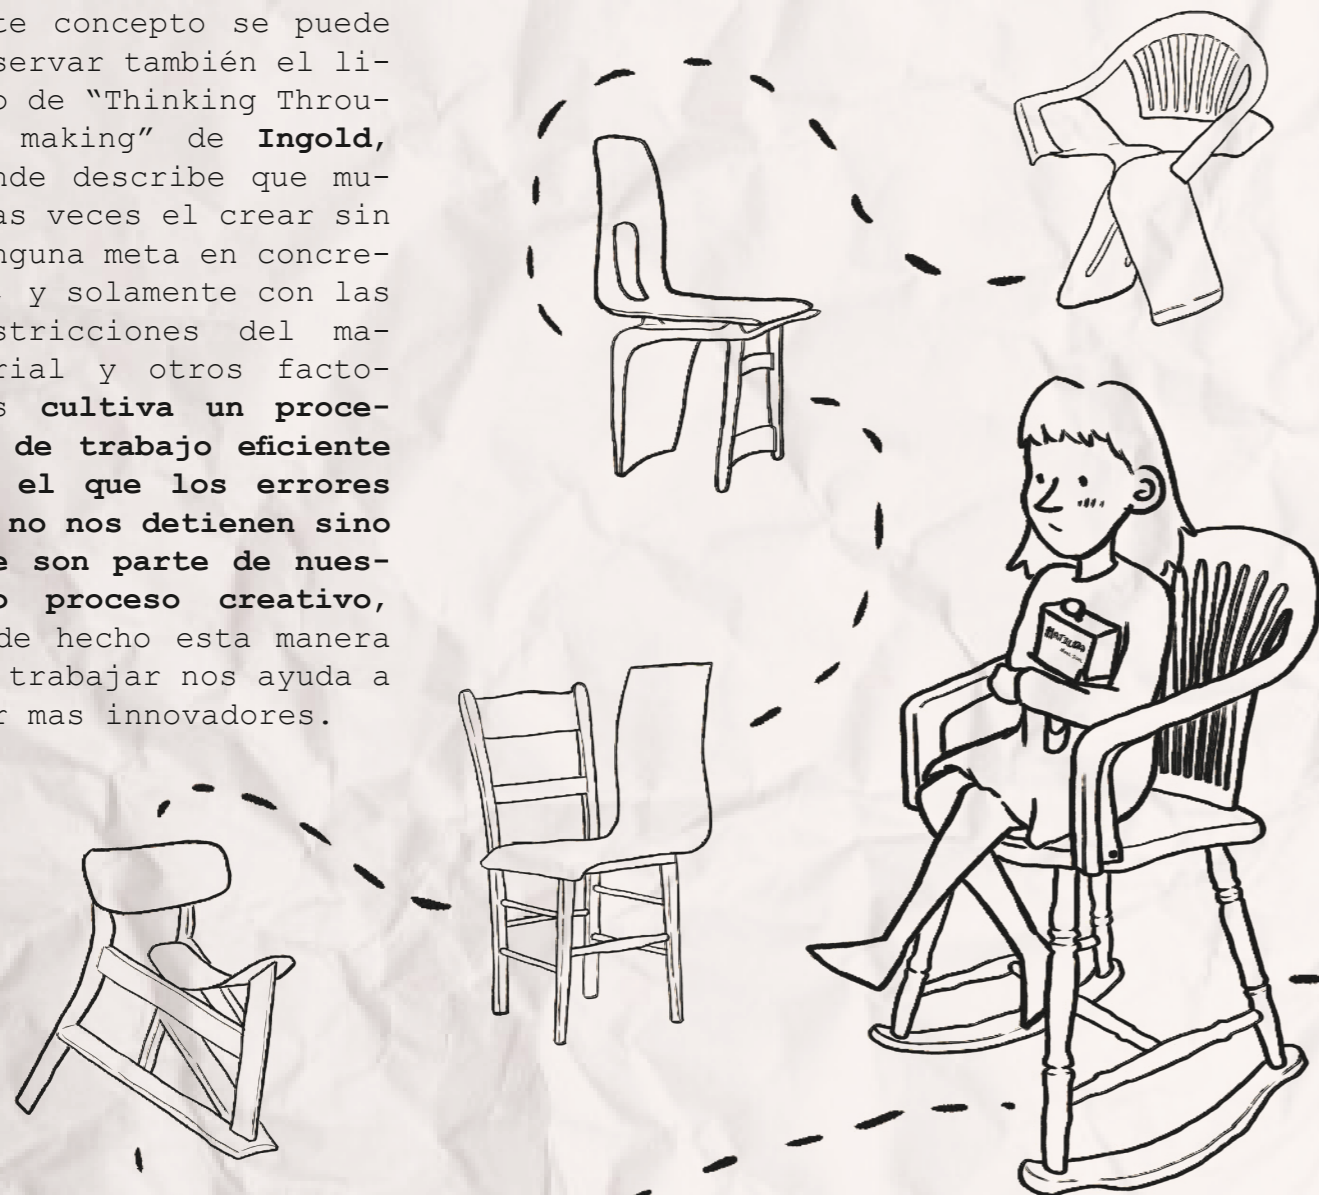 te concepto se puede
servar también el li-
o de “Thinking Throu-
making” de Ingold,
nde describe que mu-
as veces el crear sin
nguna meta en concre-
, y solamente con las
stricciones del ma-
rial y otros facto-
s cultiva un proce-
de trabajo eficiente
el que los errores
no nos detienen sino
e son parte de nues-
o proceso creativo,
de hecho esta manera
trabajar nos ayuda a
r mas innovadores.
MATILDA